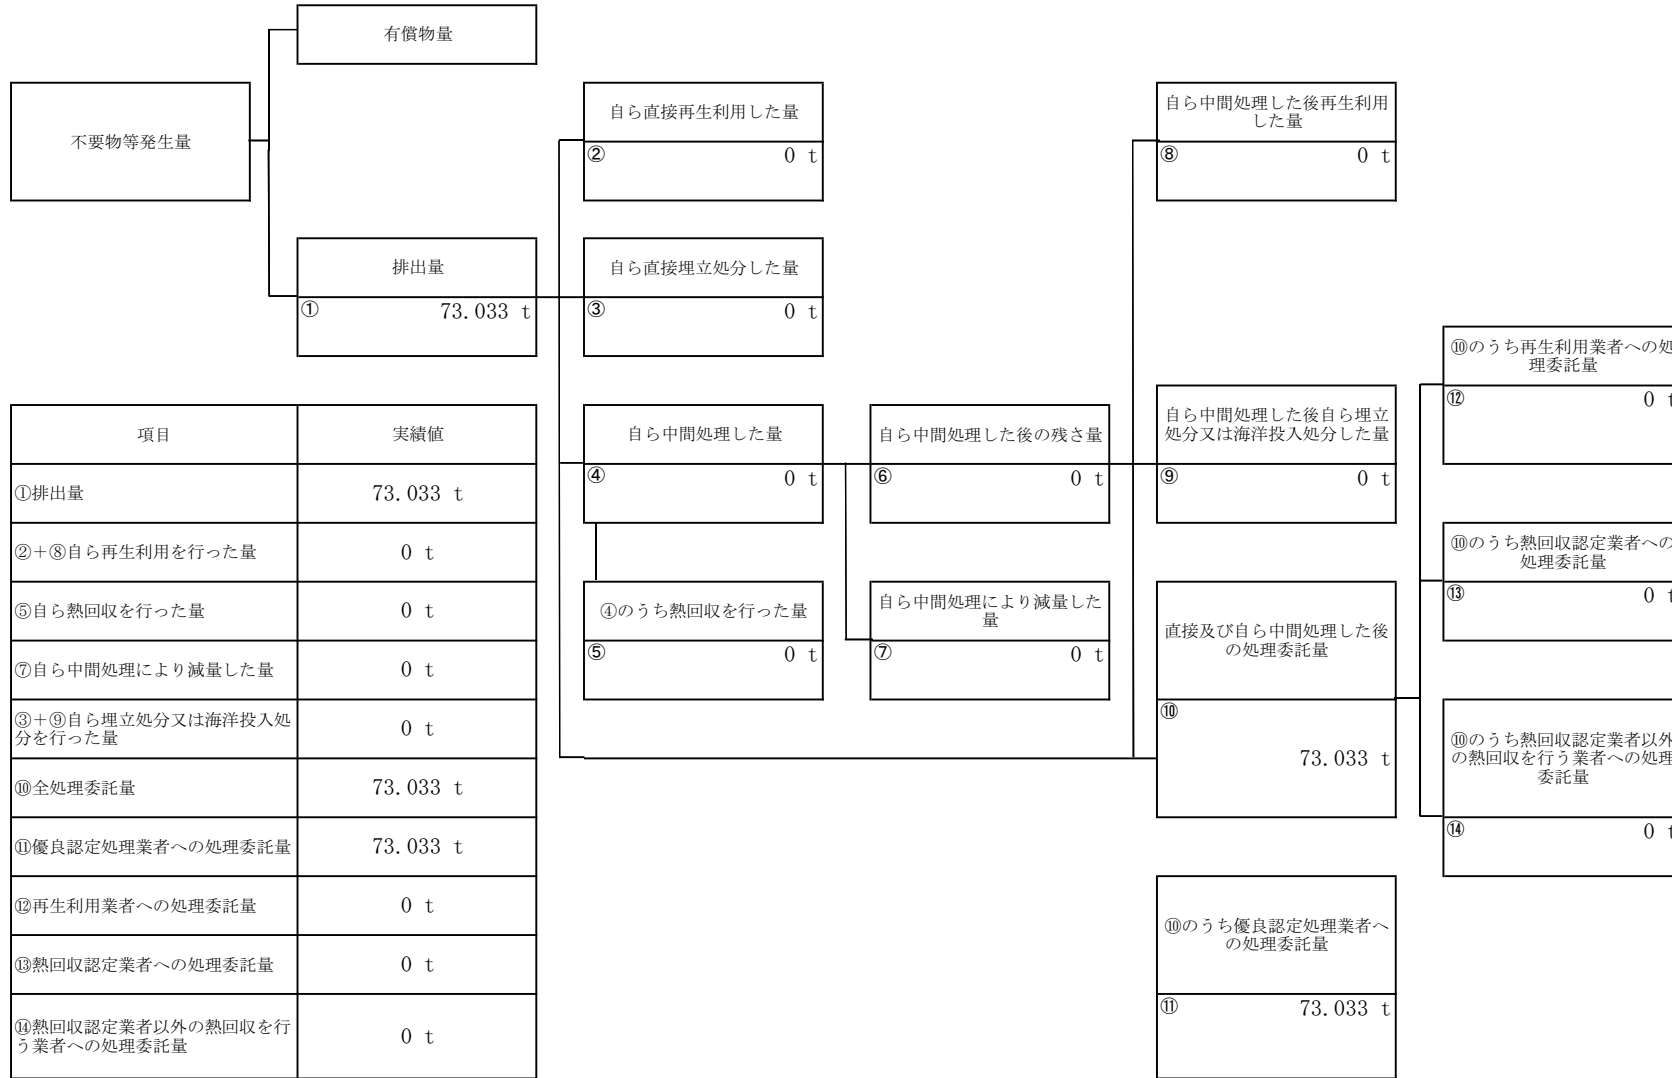 有償物量
不要物等発生量
自ら直接再生利用した量
② 0 t
自ら中間処理した後再生利用
した量
⑧ 0 t
排出量
① 73.033 t
自ら直接埋立処分した量
③ 0 t
⑩のうち再生利用業者への処
理委託量
⑫ 0 t
自ら中間処理した量
④ 0 t
自ら中間処理した後の残さ量
⑥ 0 t
自ら中間処理した後自ら埋立
処分又は海洋投入処分した量
⑨ 0 t
⑩のうち熱回収認定業者への
処理委託量
⑬ 0 t
④のうち熱回収を行った量
⑤ 0 t
自ら中間処理により減量した
量
⑦ 0 t
直接及び自ら中間処理した後
の処理委託量
⑩
73.033 t
⑩のうち熱回収認定業者以外
の熱回収を行う業者への処理
委託量
⑭ 0 t
⑩のうち優良認定処理業者へ
の処理委託量
⑪ 73.033 t
項目 実績値
①排出量 73.033 t
②＋⑧自ら再生利用を行った量 0 t
⑤自ら熱回収を行った量 0 t
⑦自ら中間処理により減量した量 0 t
③＋⑨自ら埋立処分又は海洋投入処
分を行った量 0 t
⑩全処理委託量 73.033 t
⑪優良認定処理業者への処理委託量 73.033 t
⑫再生利用業者への処理委託量 0 t
⑬熱回収認定業者への処理委託量 0 t
⑭熱回収認定業者以外の熱回収を行
う業者への処理委託量 0 t